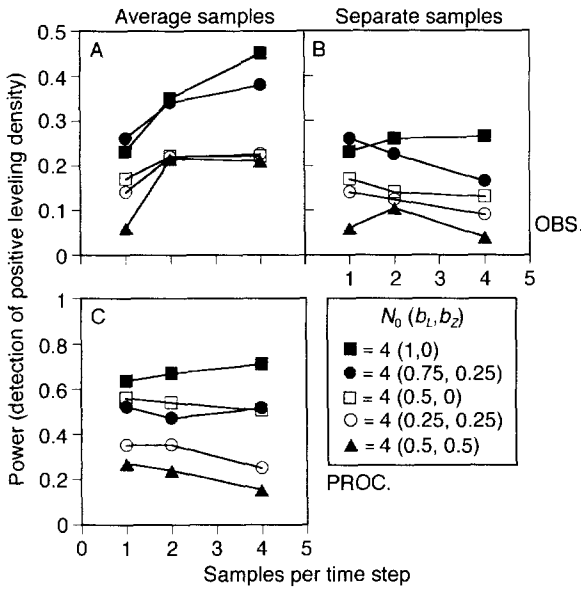 Average samples
Separate samples
Power (detection of positive leveling density)
A
0.5
0.4
0.3
0.2
0.1
0
B
0 1 2 3 4 5
OBS.
C
1
0.8
0.6
0.4
0.2
0
0 1 2 3 4 5
Samples per time step
N0 (bL, bZ)
= 4 (1,0)
= 4 (0.75, 0.25)
= 4 (0.5, 0)
= 4 (0.25, 0.25)
= 4 (0.5, 0.5)
PROC.